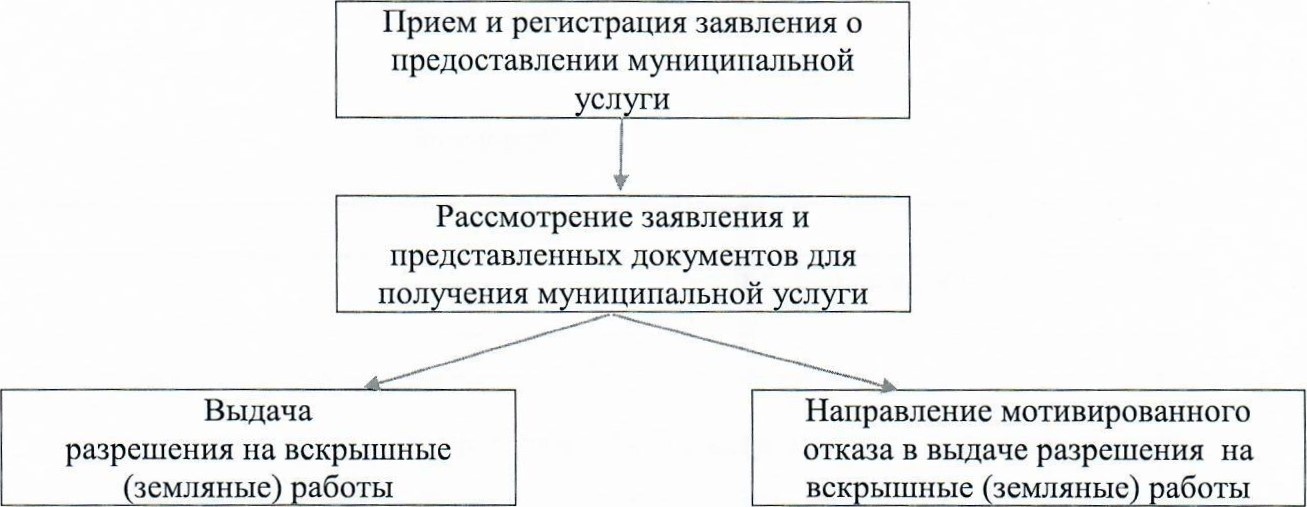 Прием и регистрация заявления о
предоставлении муниципальной
услуги
Рассмотрение заявления и
представленных документов для
получения муниципальной услуги
Выдача
разрешения на вскрышные
(земляные) работы
Направление мотивированного
отказа в выдаче разрешения на
вскрышные (земляные) работы